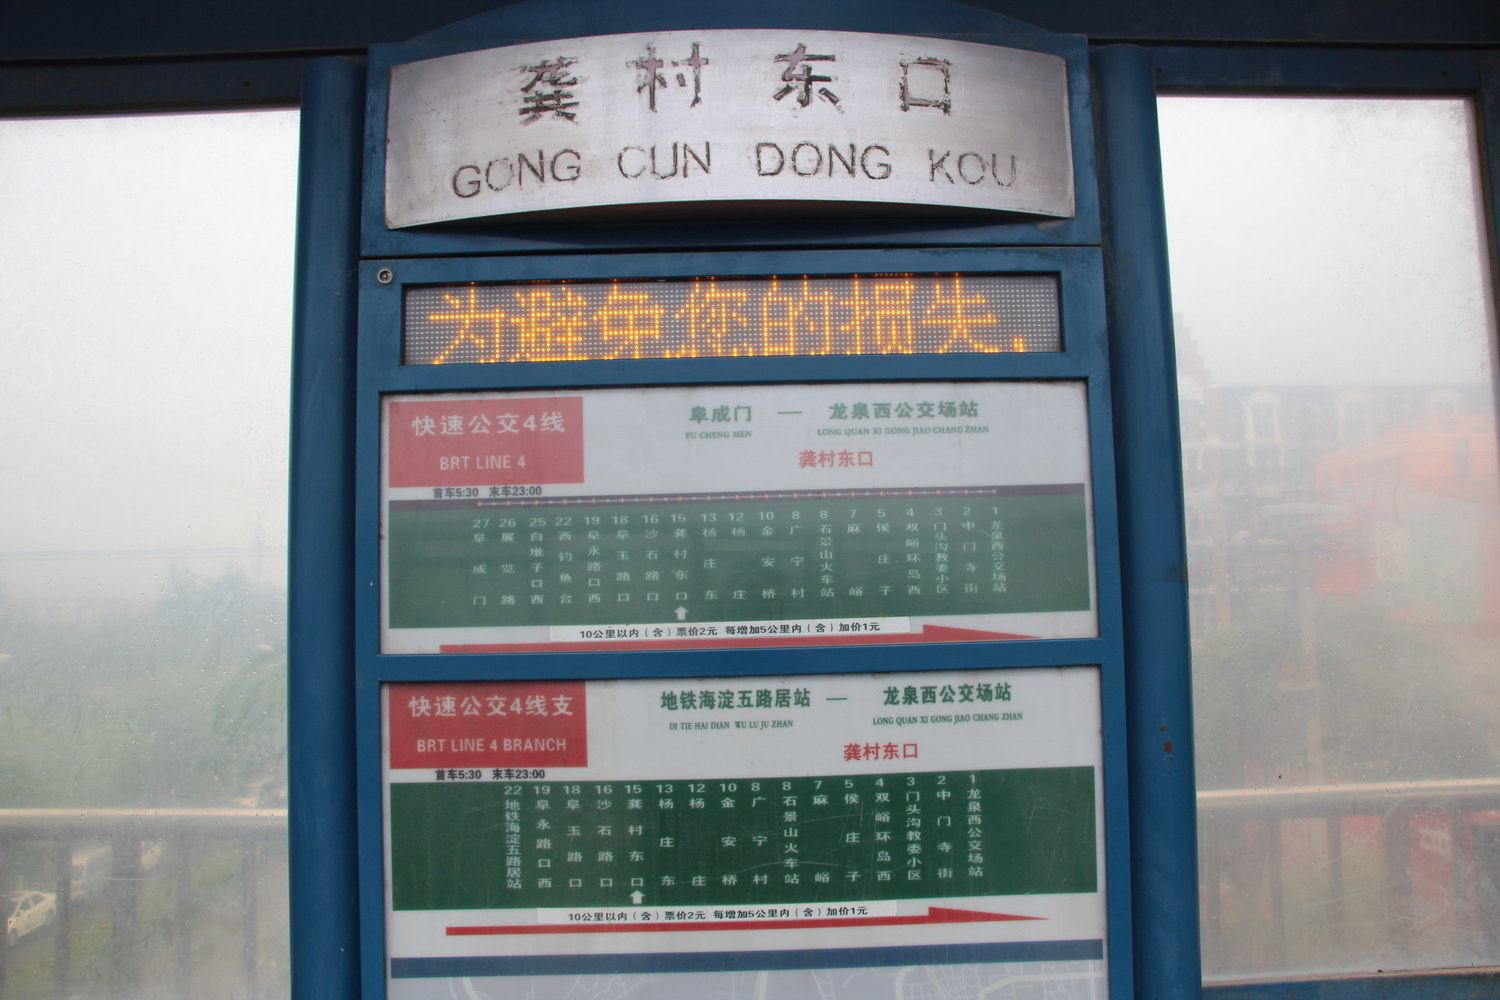 龚村东口
GONG CUN DONG KOU
为避免您的损失，
快速公交4线
BRT LINE 4
阜成门 — 龙泉西公交场站
FU CHENG MEN LONG QUAN XI GONG JIAO CHANG ZHAN
龚村东口
首车5:30 末车23:00
27 阜成门
26 展览路
25 白堆子口西
22 西钓鱼台
19 阜永路口西
18 阜玉路口
16 沙石路口
15 龚村东口
13 杨庄东
12 杨庄
10 金安桥
8 广宁村
8 石景山火车站
7 麻峪
5 侯庄子
4 双峪环岛西
3 门头沟教委小区
2 中门寺街
1 龙泉西公交场站
10公里以内（含）票价2元 每增加5公里内（含）加价1元
快速公交4线支
BRT LINE 4 BRANCH
地铁海淀五路居站 — 龙泉西公交场站
DI TIE HAI DIAN WU LU JU ZHAN LONG QUAN XI GONG JIAO CHANG ZHAN
龚村东口
首车5:30 末车23:00
22 地铁海淀五路居站
19 阜永路口西
18 阜玉路口
16 沙石路口
15 龚村东口
13 杨庄东
12 杨庄
10 金安桥
8 广宁村
8 石景山火车站
7 麻峪
5 侯庄子
4 双峪环岛西
3 门头沟教委小区
2 中门寺街
1 龙泉西公交场站
10公里以内（含）票价2元 每增加5公里内（含）加价1元